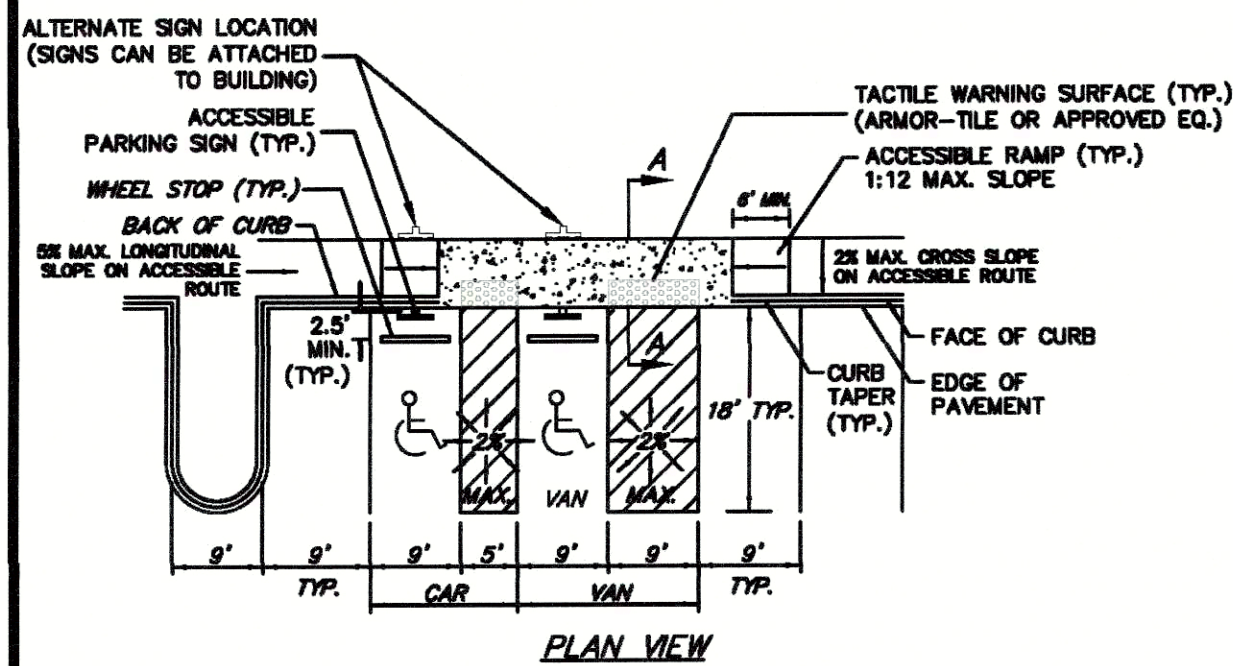 ALTERNATE SIGN LOCATION
(SIGNS CAN BE ATTACHED
TO BUILDING)
ACCESSIBLE
PARKING SIGN (TYP.)
WHEEL STOP (TYP.)
BACK OF CURB
5% MAX. LONGITUDINAL
SLOPE ON ACCESSIBLE
ROUTE
TACTILE WARNING SURFACE (TYP.)
(ARMOR-TILE OR APPROVED EQ.)
A
ACCESSIBLE RAMP (TYP.)
1:12 MAX. SLOPE
6' MIN.
2% MAX. CROSS SLOPE
ON ACCESSIBLE ROUTE
2.5'
MIN.
(TYP.)
A
FACE OF CURB
CURB
TAPER
(TYP.)
EDGE OF
PAVEMENT
18' TYP.
2%
MAX.
VAN
2%
MAX.
9'
9'
TYP.
9'
5'
9'
9'
9'
TYP.
CAR
VAN
PLAN VIEW